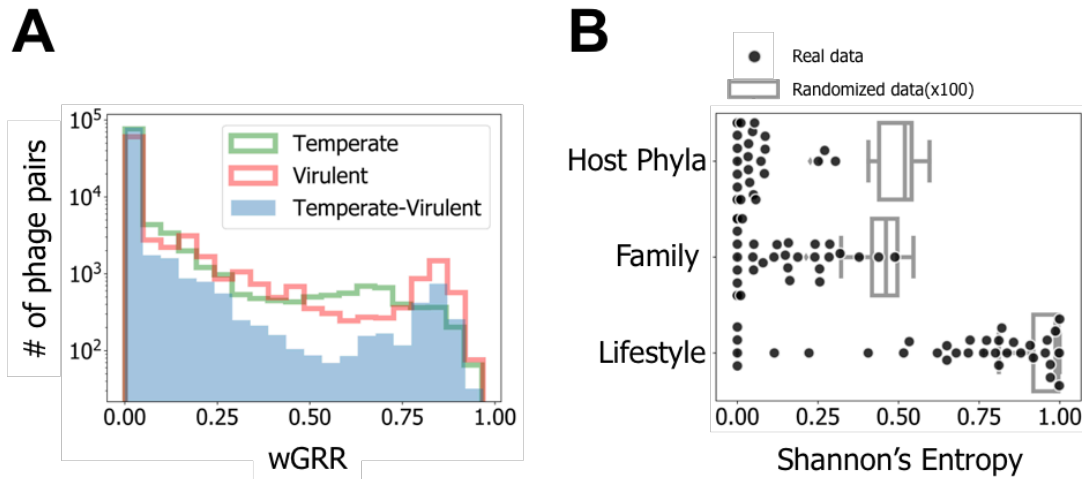 A
B
Real data
Randomized data(x100)
10^5
10^4
10^3
10^2
# of phage pairs
Temperate
Virulent
Temperate-Virulent
0.00 0.25 0.50 0.75 1.00
wGRR
Host Phyla
Family
Lifestyle
0.00 0.25 0.50 0.75 1.00
Shannon's Entropy